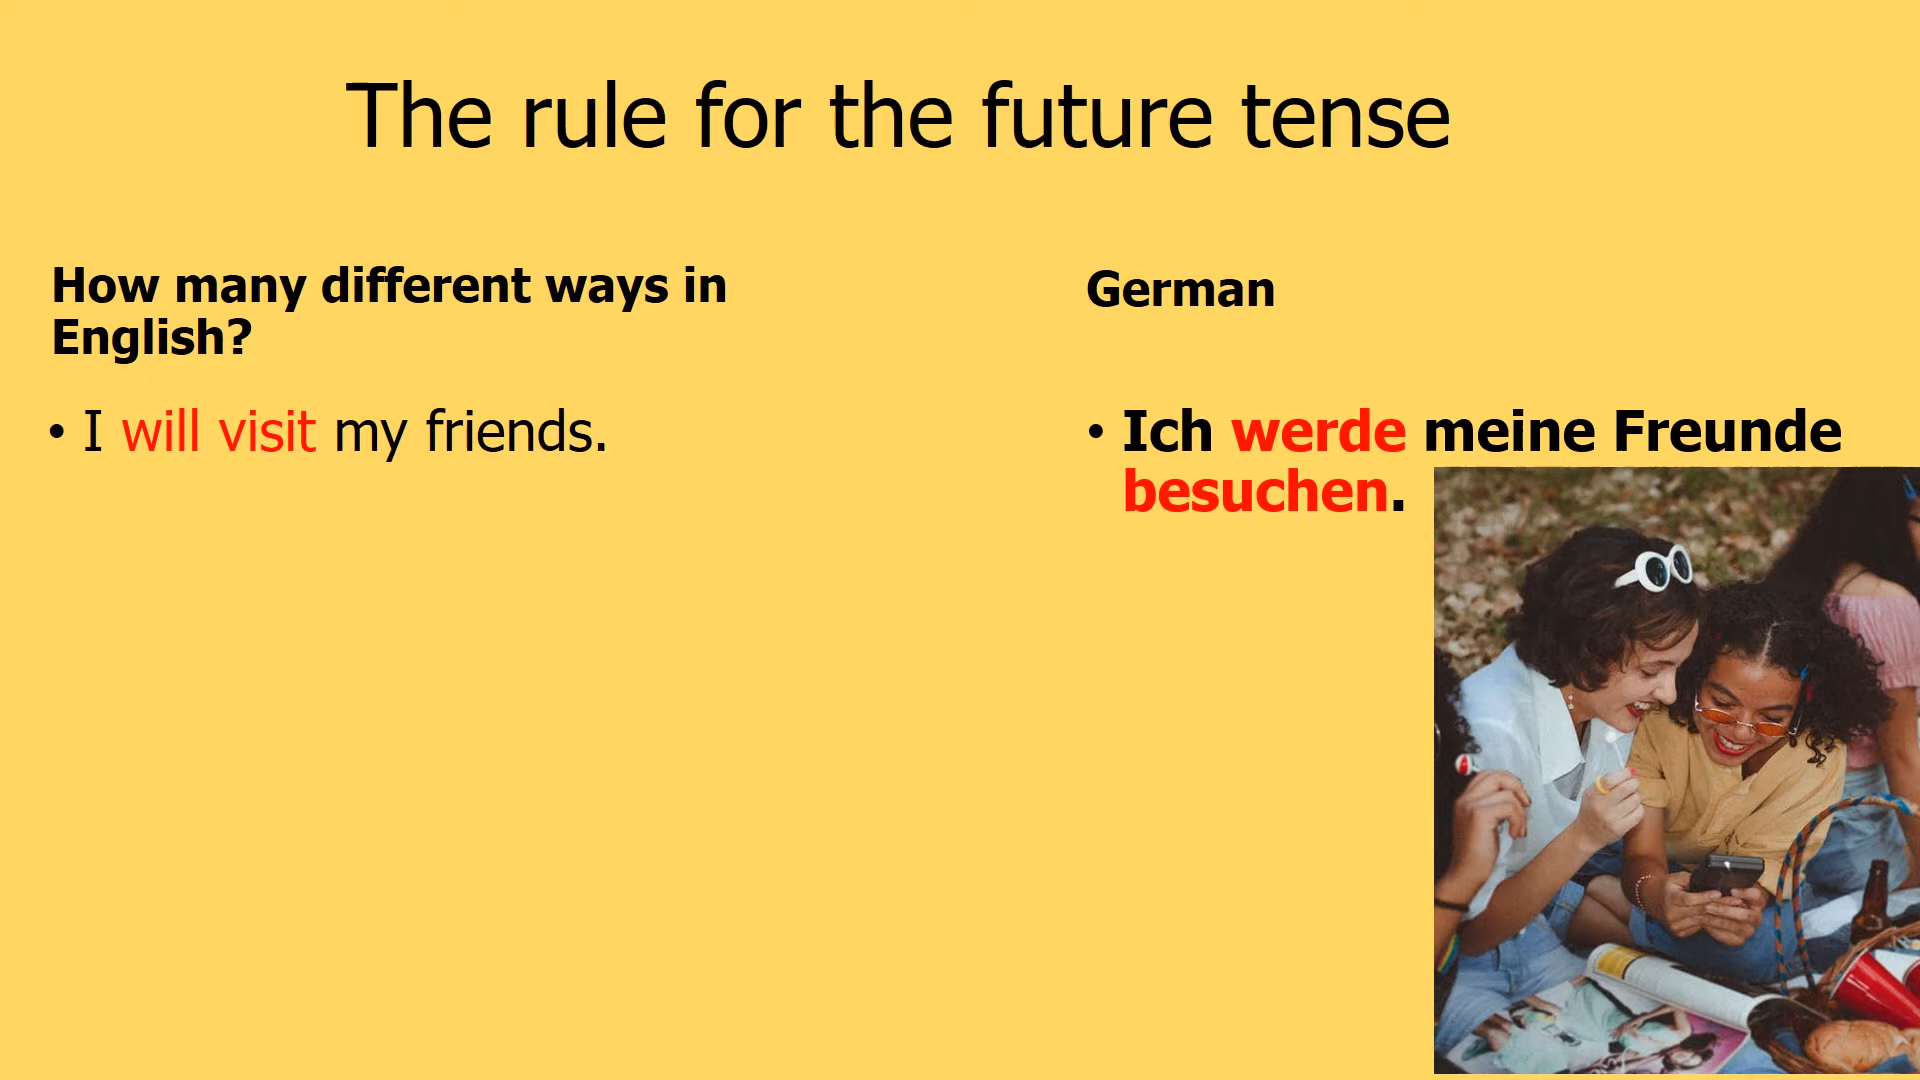 The rule for the future tense
How many different ways in
English?
• I will visit my friends.
German
• Ich werde meine Freunde
besuchen.